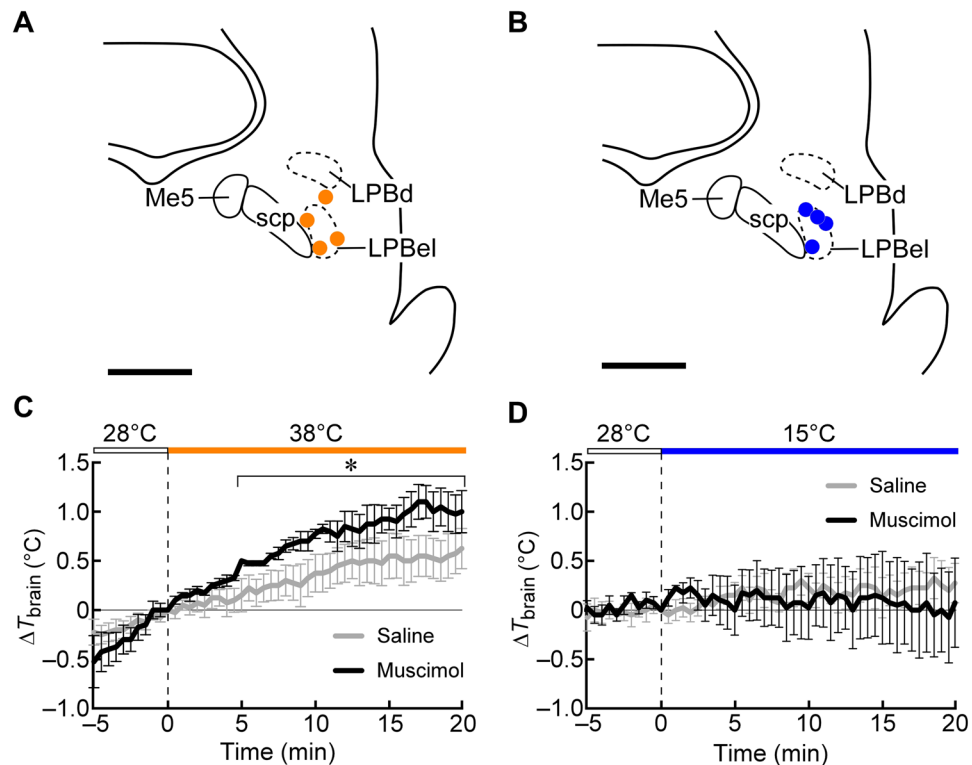 A
B
Me5
scp
LPBd
LPBel
Me5
scp
LPBd
LPBel
C
28°C
38°C
*
1.5
1.0
0.5
0
–0.5
–1.0
ΔTbrain (°C)
Saline
Muscimol
–5
0
5
10
15
20
Time (min)
D
28°C
15°C
1.5
1.0
0.5
0
–0.5
–1.0
ΔTbrain (°C)
Saline
Muscimol
–5
0
5
10
15
20
Time (min)